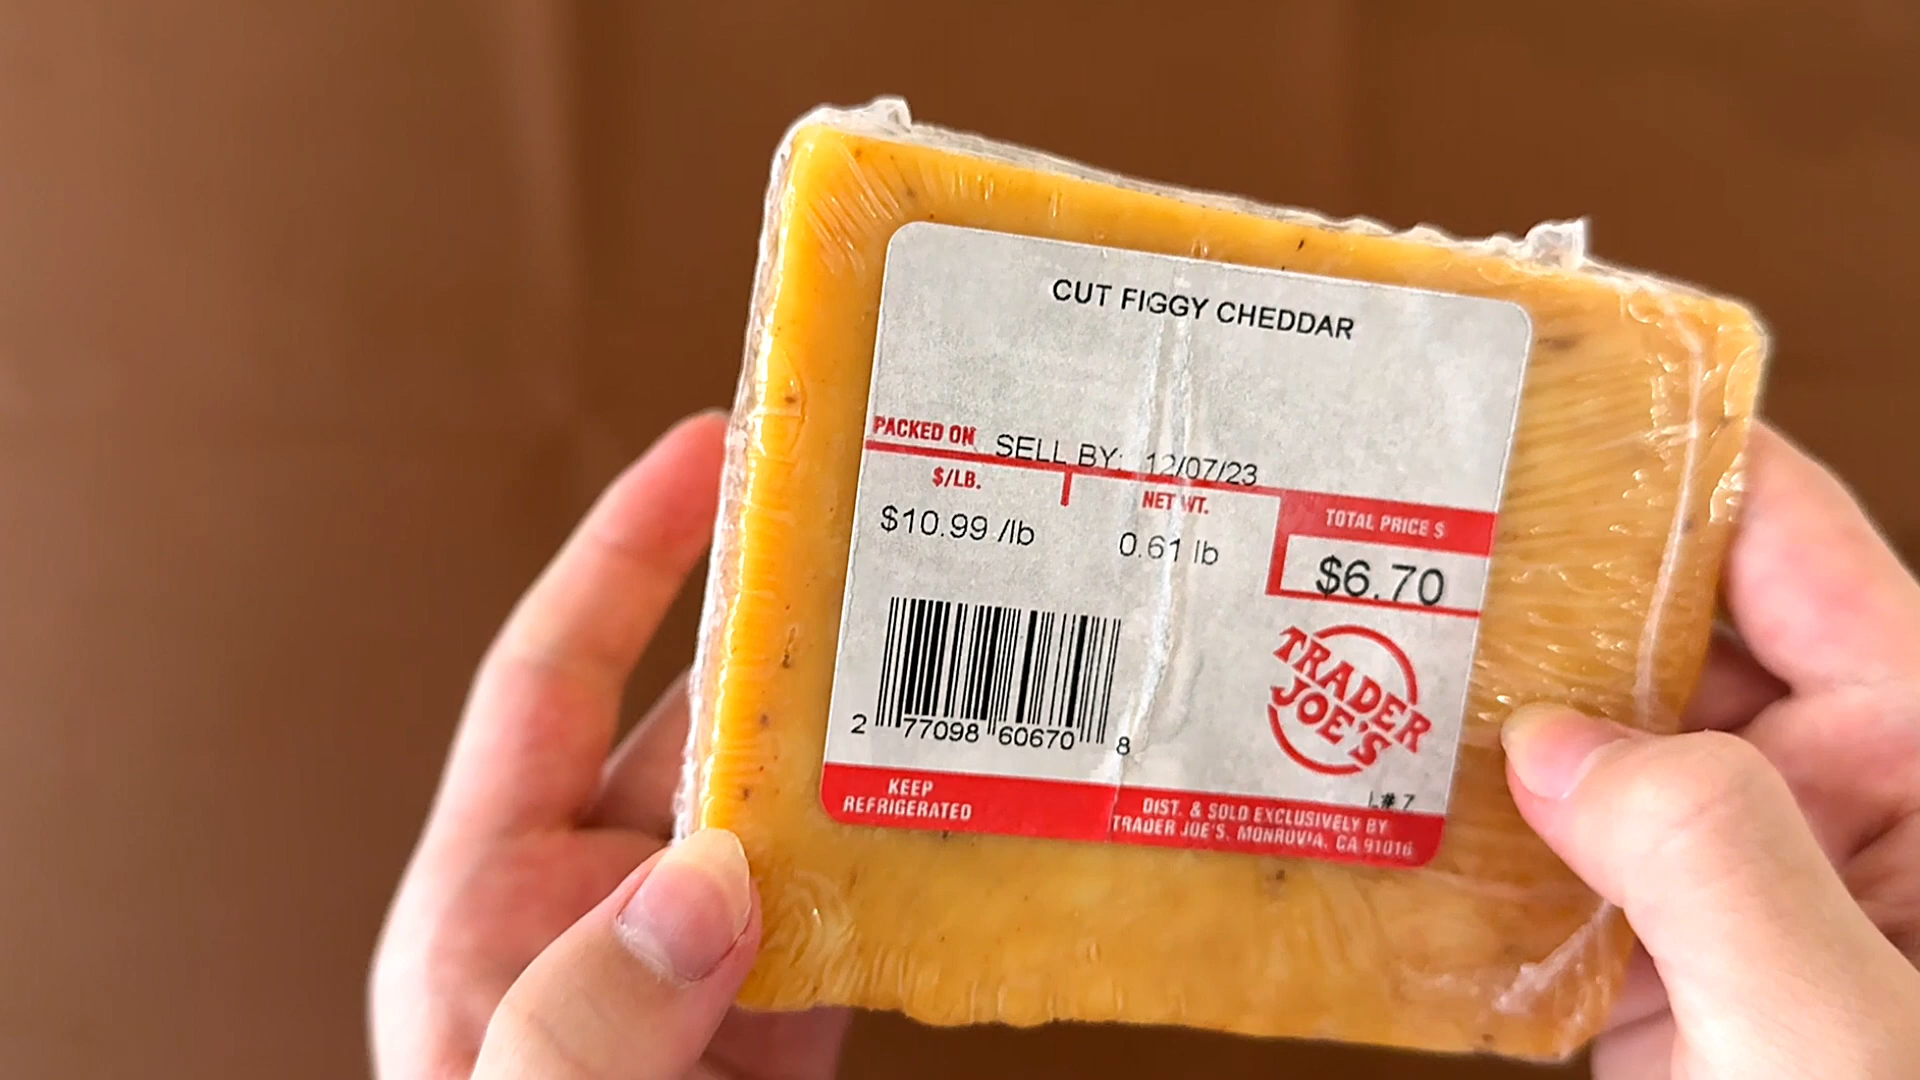 CUT FIGGY CHEDDAR
PACKED ON SELL BY: 12/07/23
$/LB. NET WT. TOTAL PRICE $
$10.99 /lb 0.61 lb $6.70
TRADER
JOE'S
2 77098 60670 8
L# 7
KEEP
REFRIGERATED
DIST. & SOLD EXCLUSIVELY BY
TRADER JOE'S, MONROVIA, CA 91016